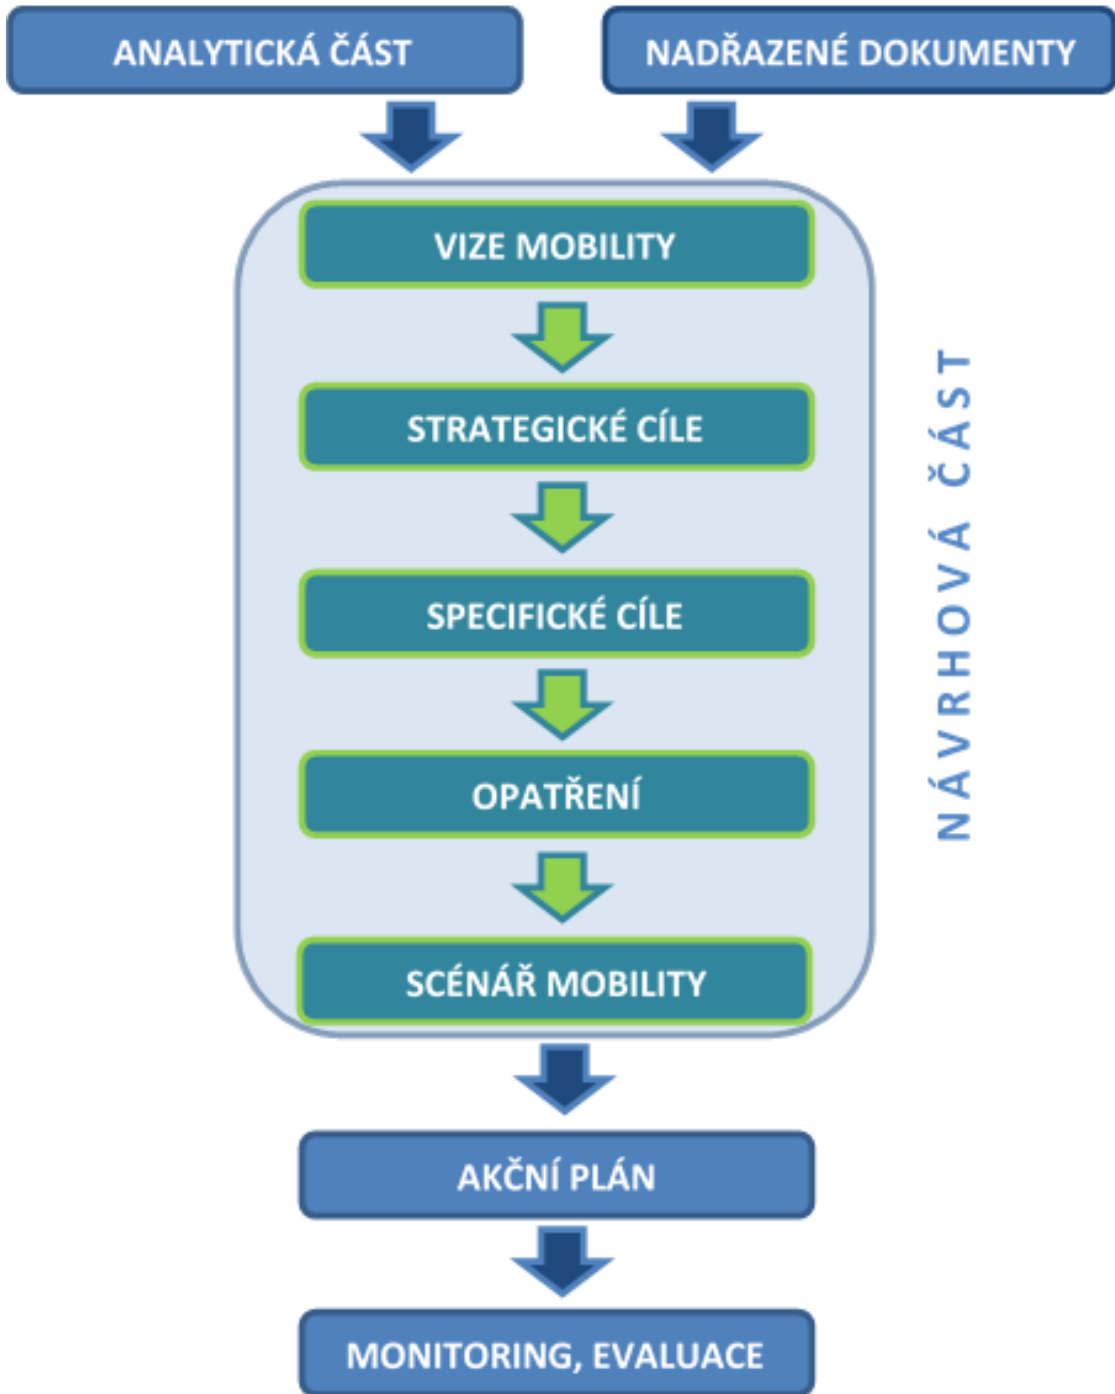 ANALYTICKÁ ČÁST
NADŘAZENÉ DOKUMENTY
VIZE MOBILITY
STRATEGICKÉ CÍLE
SPECIFICKÉ CÍLE
OPATŘENÍ
SCÉNÁŘ MOBILITY
NÁVRHOVÁ ČÁST
AKČNÍ PLÁN
MONITORING, EVALUACE